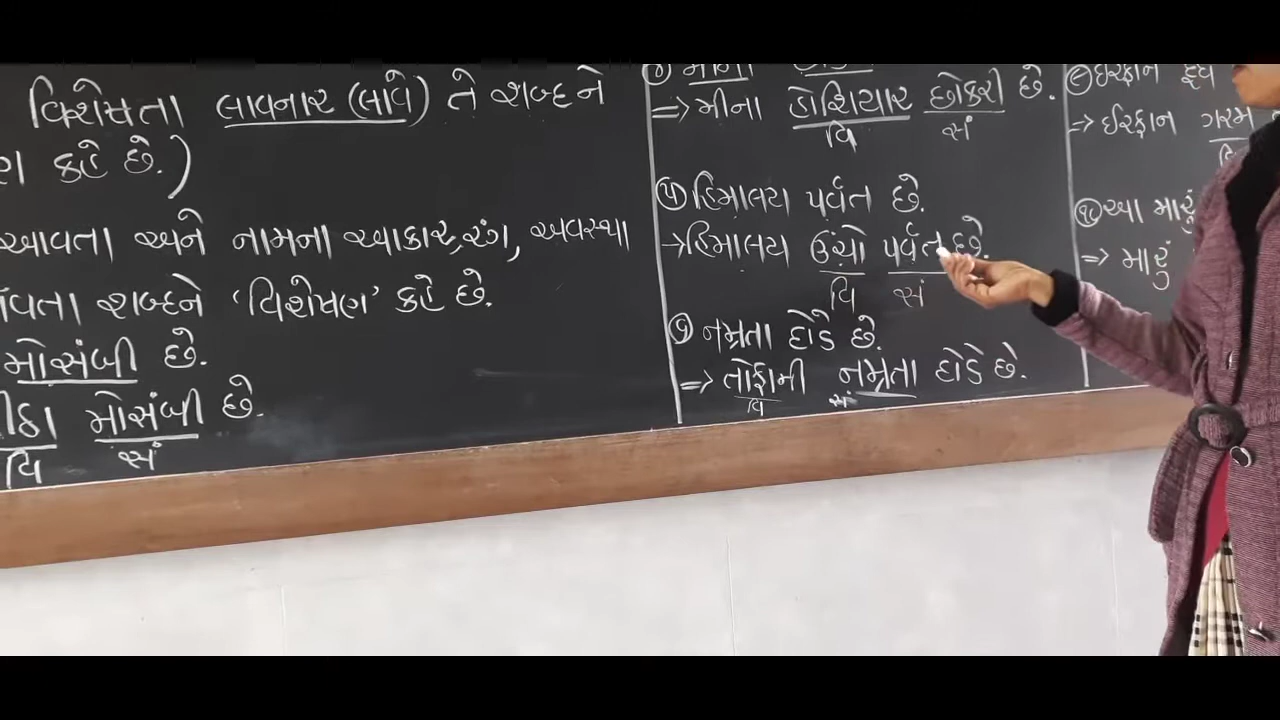 વિશેષતા લાવનાર (લાવે) તે શબ્દને
કહે છે.)
આવતા અને નામના આકાર, રંગ, અવસ્થા
શબ્દને ‘વિશેષણ’ કહે છે.
મોસંબી છે.
મોસંબી છે.
વિ સં
=> મીના હોશિયાર છોકરી છે.
વિ સં
૫ હિમાલય પર્વત છે.
→ હિમાલય ઉંચો પર્વત છે.
વિ સં
નમ્રતા દોડે છે.
=> તોફાની નમ્રતા દોડે છે.
વિ સં
ઈરફાન
=> ઈરફાન ગરમ
વિ
આ મારું
=> મારું